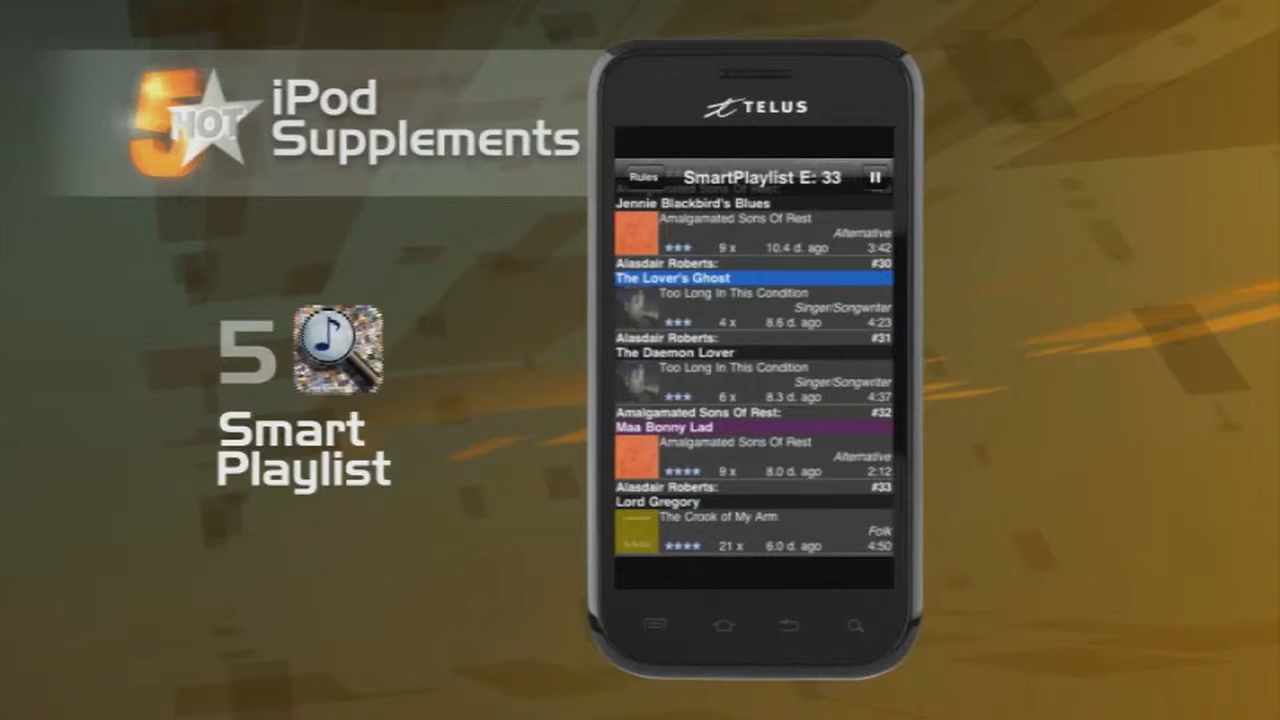 5 HOT
iPod
Supplements
5
Smart
Playlist
TELUS
Rules
SmartPlaylist E: 33
Amalgamated Sons Of Rest:
Jennie Blackbird's Blues
Amalgamated Sons Of Rest
Alternative
★★★ 9 x 10.4 d. ago 3:42
Alasdair Roberts: #30
The Lover's Ghost
Too Long In This Condition
Singer/Songwriter
★★★ 4 x 8.6 d. ago 4:23
Alasdair Roberts: #31
The Daemon Lover
Too Long In This Condition
Singer/Songwriter
★★★ 6 x 8.3 d. ago 4:37
Amalgamated Sons Of Rest: #32
Maa Bonny Lad
Amalgamated Sons Of Rest
Alternative
★★★★ 9 x 8.0 d. ago 2:12
Alasdair Roberts: #33
Lord Gregory
The Crook of My Arm
Folk
★★★★ 21 x 6.0 d. ago 4:50